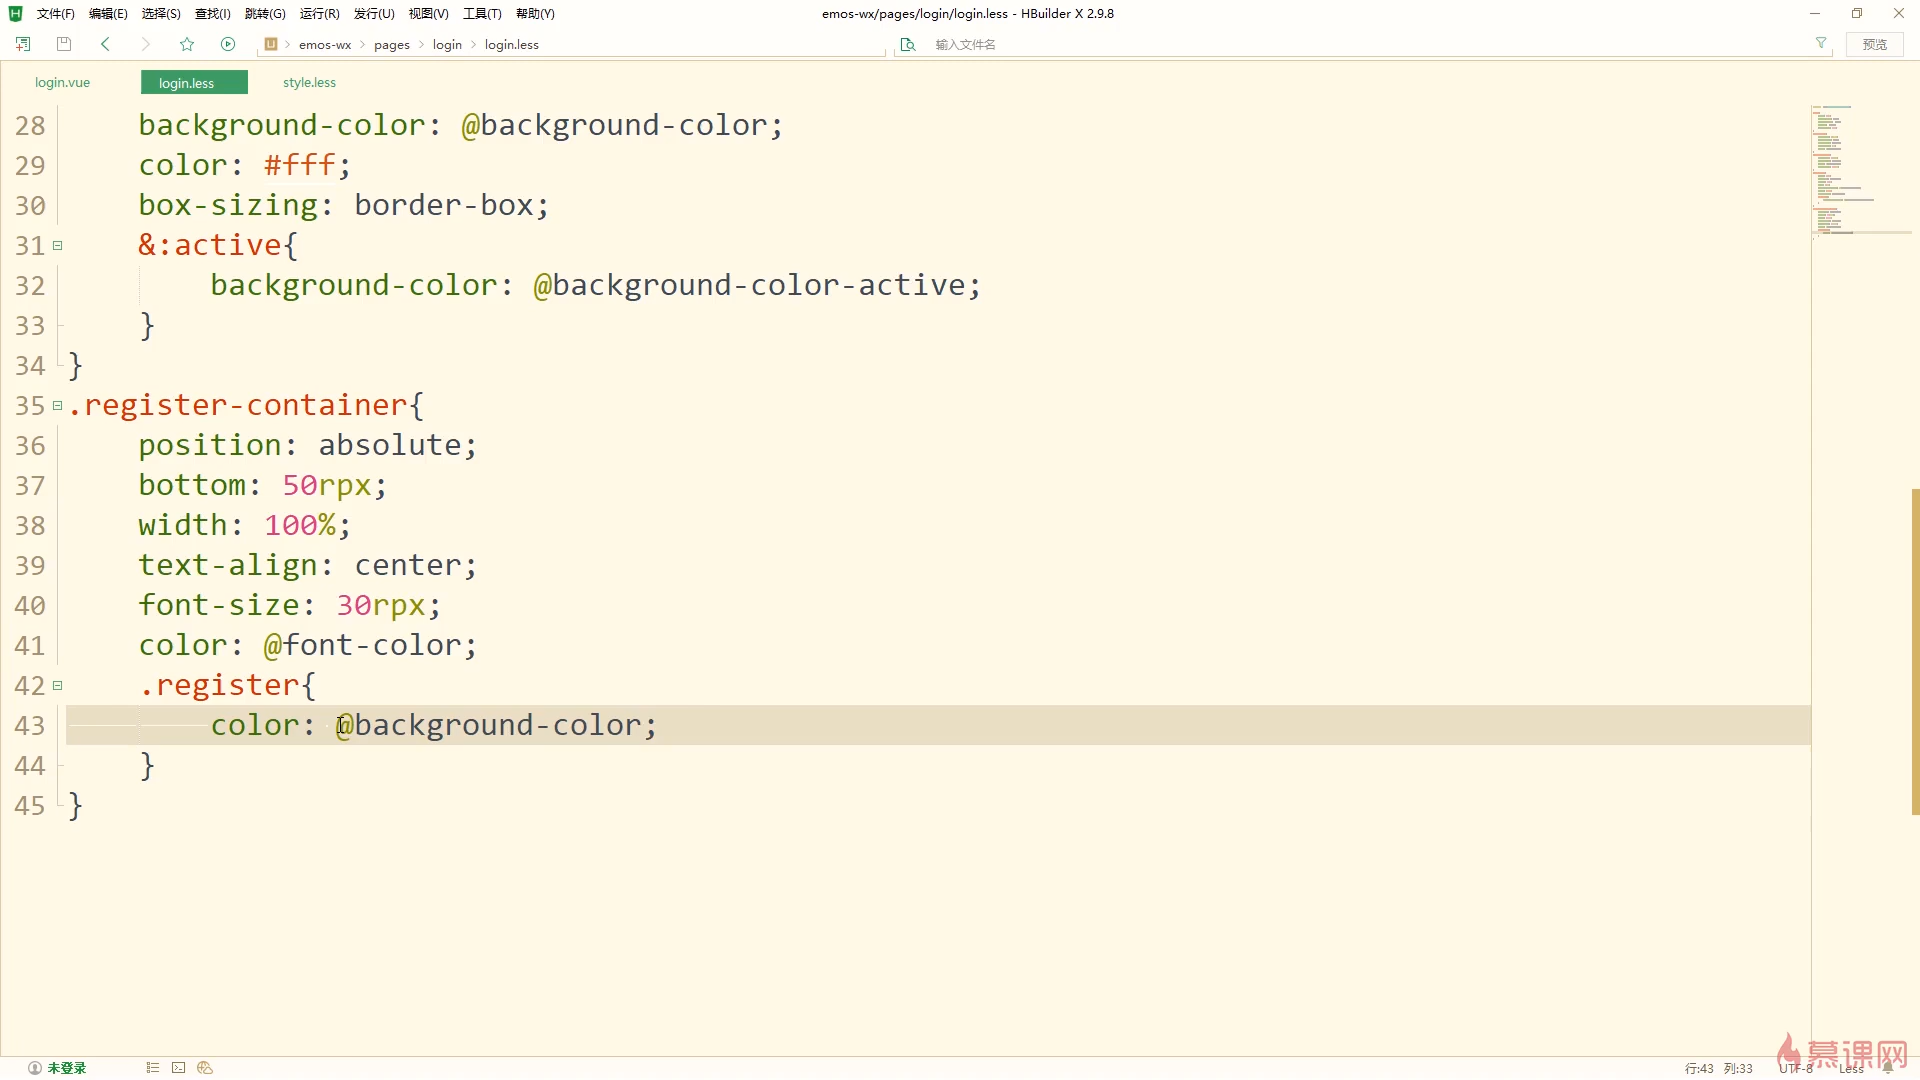 文件(F) 编辑(E) 选择(S) 查找(I) 跳转(G) 运行(R) 发行(U) 视图(V) 工具(T) 帮助(Y) emos-wx/pages/login/login.less - HBuilder X 2.9.8
emos-wx pages login login.less 输入文件名 预览
login.vue login.less style.less
28 background-color: @background-color;
29 color: #fff;
30 box-sizing: border-box;
31 &:active{
32 background-color: @background-color-active;
33 }
34 }
35 .register-container{
36 position: absolute;
37 bottom: 50rpx;
38 width: 100%;
39 text-align: center;
40 font-size: 30rpx;
41 color: @font-color;
42 .register{
43 color: @background-color;
44 }
45 }
未登录 行:43 列:33 UTF-8 Less
慕课网